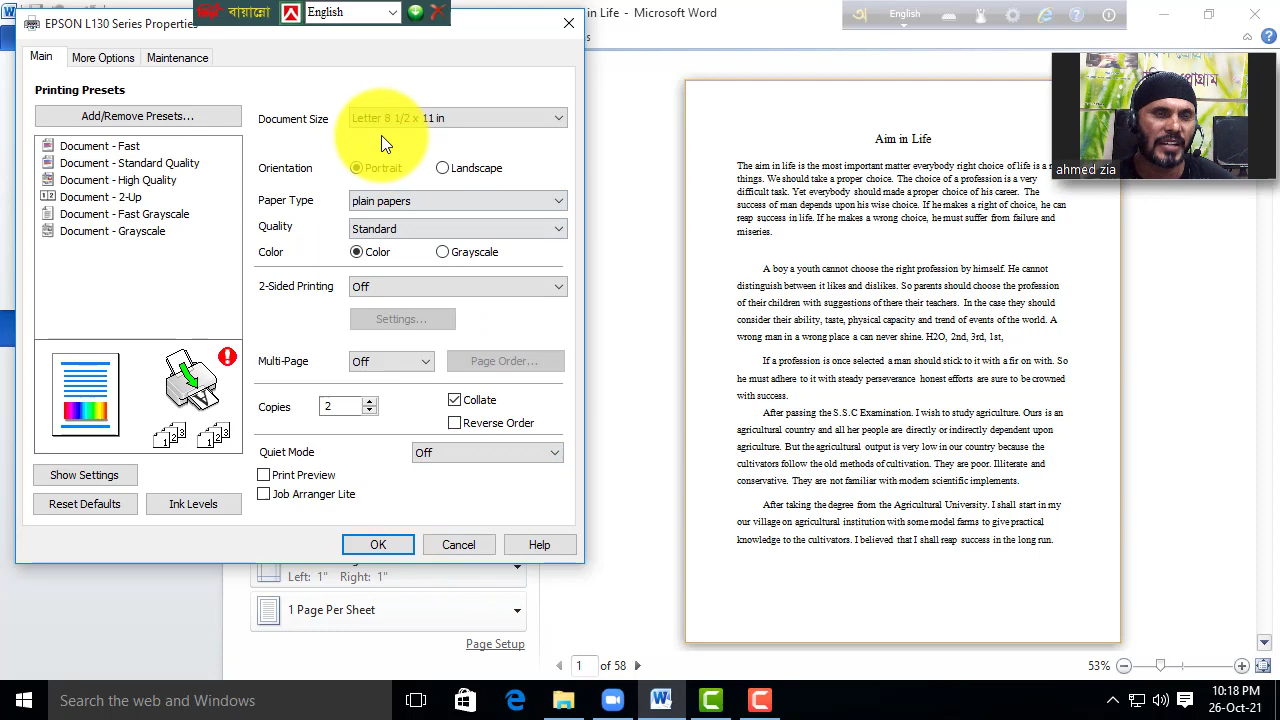 EPSON L130 Series Properties
বায়ান্নো
English
in Life - Microsoft Word
অ
English
Main
More Options
Maintenance
Printing Presets
Add/Remove Presets...
Document - Fast
Document - Standard Quality
Document - High Quality
Document - 2-Up
Document - Fast Grayscale
Document - Grayscale
Show Settings
Reset Defaults
Ink Levels
Document Size
Letter 8 1/2 x 11 in
Orientation
Portrait
Landscape
Paper Type
plain papers
Quality
Standard
Color
Color
Grayscale
2-Sided Printing
Off
Settings...
Multi-Page
Off
Page Order...
Copies
2
Collate
Reverse Order
Quiet Mode
Off
Print Preview
Job Arranger Lite
OK
Cancel
Help
Left: 1" Right: 1"
1 Page Per Sheet
Page Setup
ahmed zia
Aim in Life
The aim in life is the most important matter everybody right choice of life is a
things. We should take a proper choice. The choice of a profession is a very
difficult task. Yet everybody should made a proper choice of his career. The
success of man depends upon his wise choice. If he makes a right of choice, he can
reap success in life. If he makes a wrong choice, he must suffer from failure and
miseries.
A boy a youth cannot choose the right profession by himself. He cannot
distinguish between it likes and dislikes. So parents should choose the profession
of their children with suggestions of there their teachers. In the case they should
consider their ability, taste, physical capacity and trend of events of the world. A
wrong man in a wrong place a can never shine. H2O, 2nd, 3rd, 1st,
If a profession is once selected a man should stick to it with a fir on with. So
he must adhere to it with steady perseverance honest efforts are sure to be crowned
with success.
After passing the S.S.C Examination. I wish to study agriculture. Ours is an
agricultural country and all her people are directly or indirectly dependent upon
agriculture. But the agricultural output is very low in our country because the
cultivators follow the old methods of cultivation. They are poor. Illiterate and
conservative. They are not familiar with modern scientific implements.
After taking the degree from the Agricultural University. I shall start in my
our village on agricultural institution with some model farms to give practical
knowledge to the cultivators. I believed that I shall reap success in the long run.
1 of 58
53%
Search the web and Windows
10:18 PM
26-Oct-21